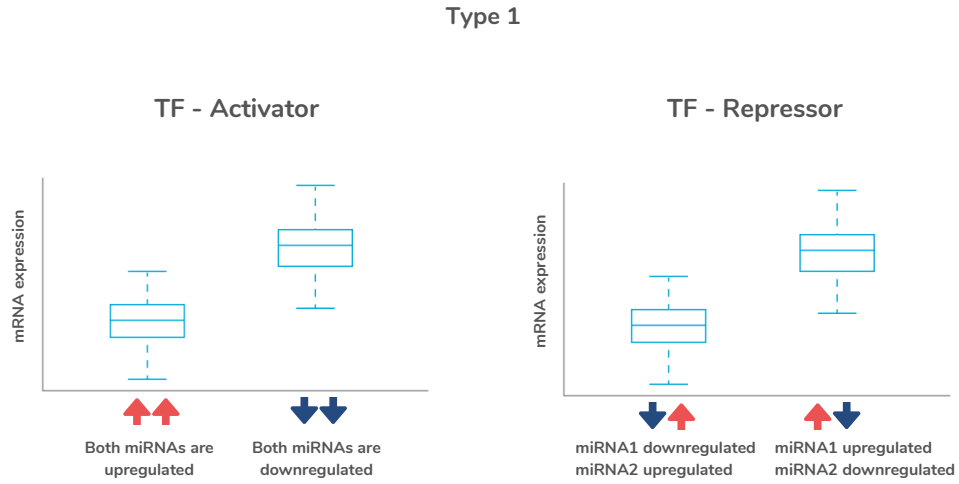 Type 1
TF - Activator
mRNA expression
Both miRNAs are
upregulated
Both miRNAs are
downregulated
TF - Repressor
mRNA expression
miRNA1 downregulated
miRNA2 upregulated
miRNA1 upregulated
miRNA2 downregulated